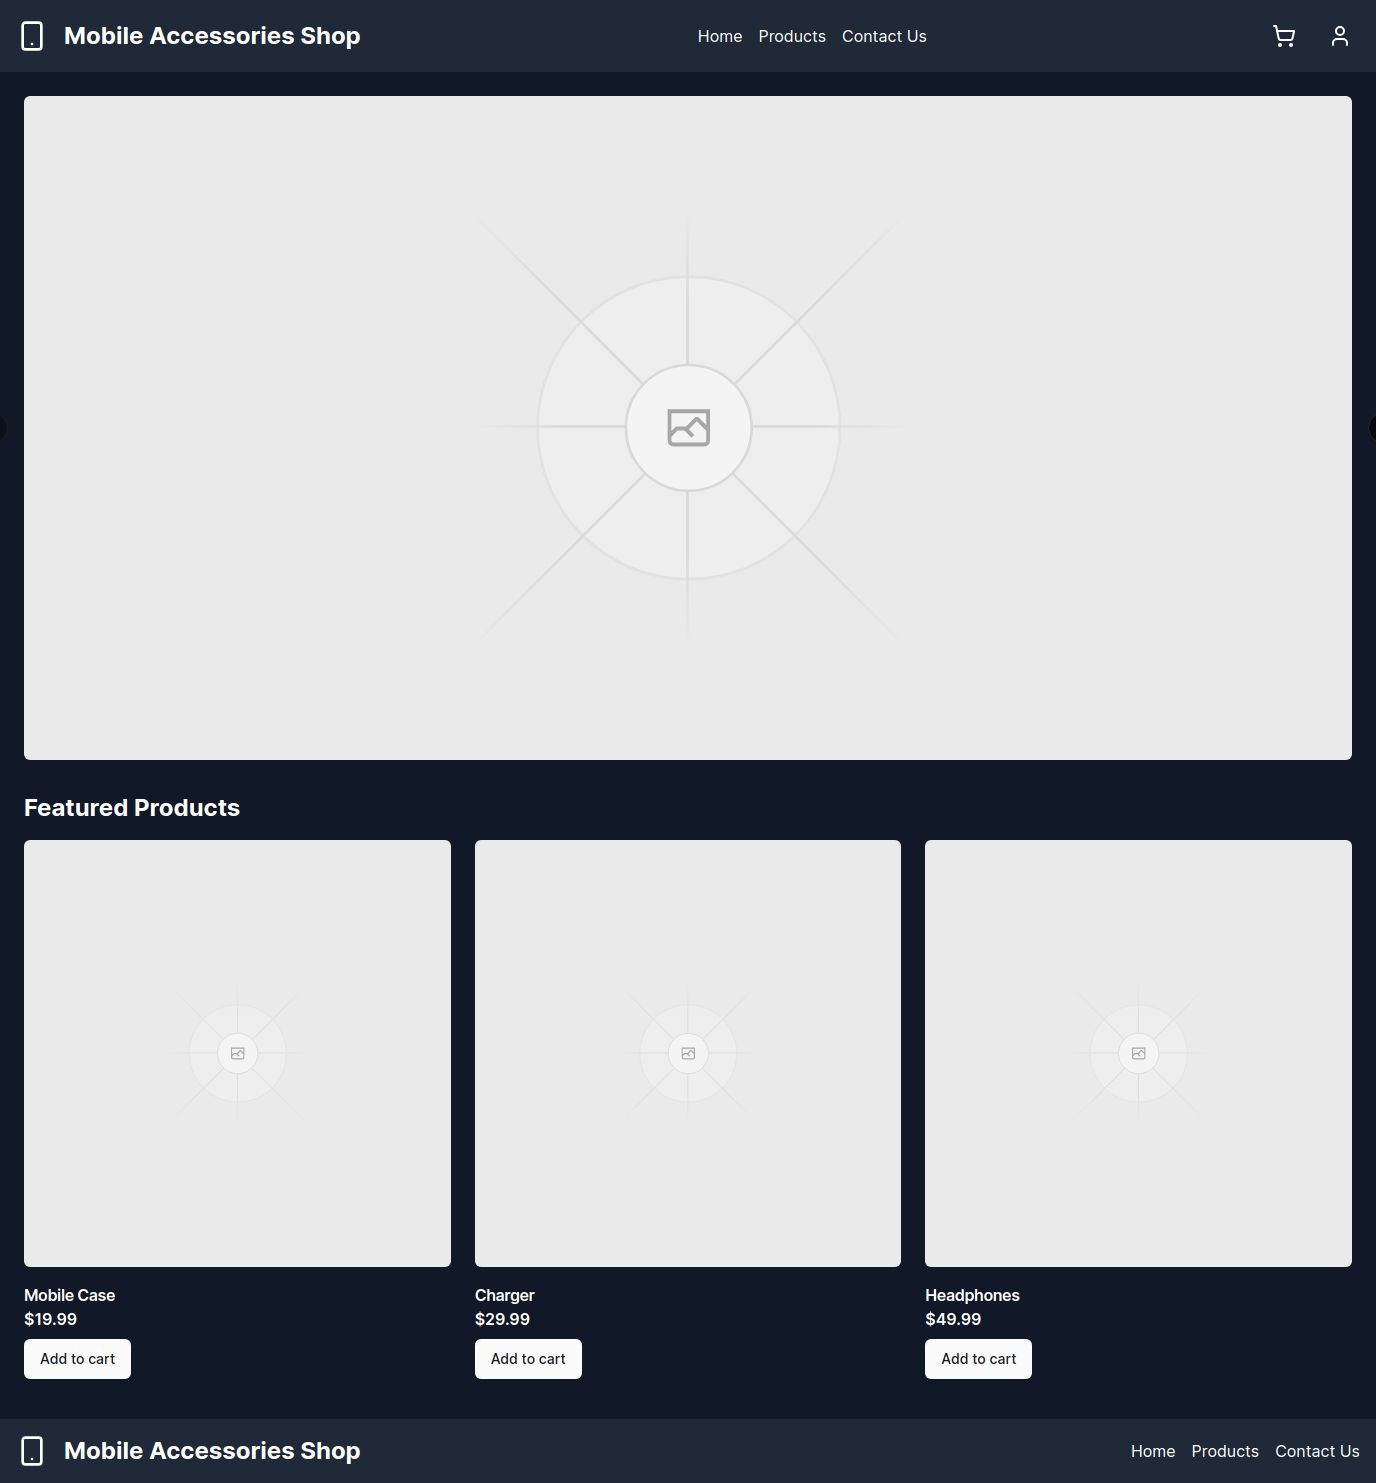 Mobile Accessories Shop
Home Products Contact Us
Featured Products
Mobile Case
$19.99
Add to cart
Charger
$29.99
Add to cart
Headphones
$49.99
Add to cart
Mobile Accessories Shop
Home Products Contact Us